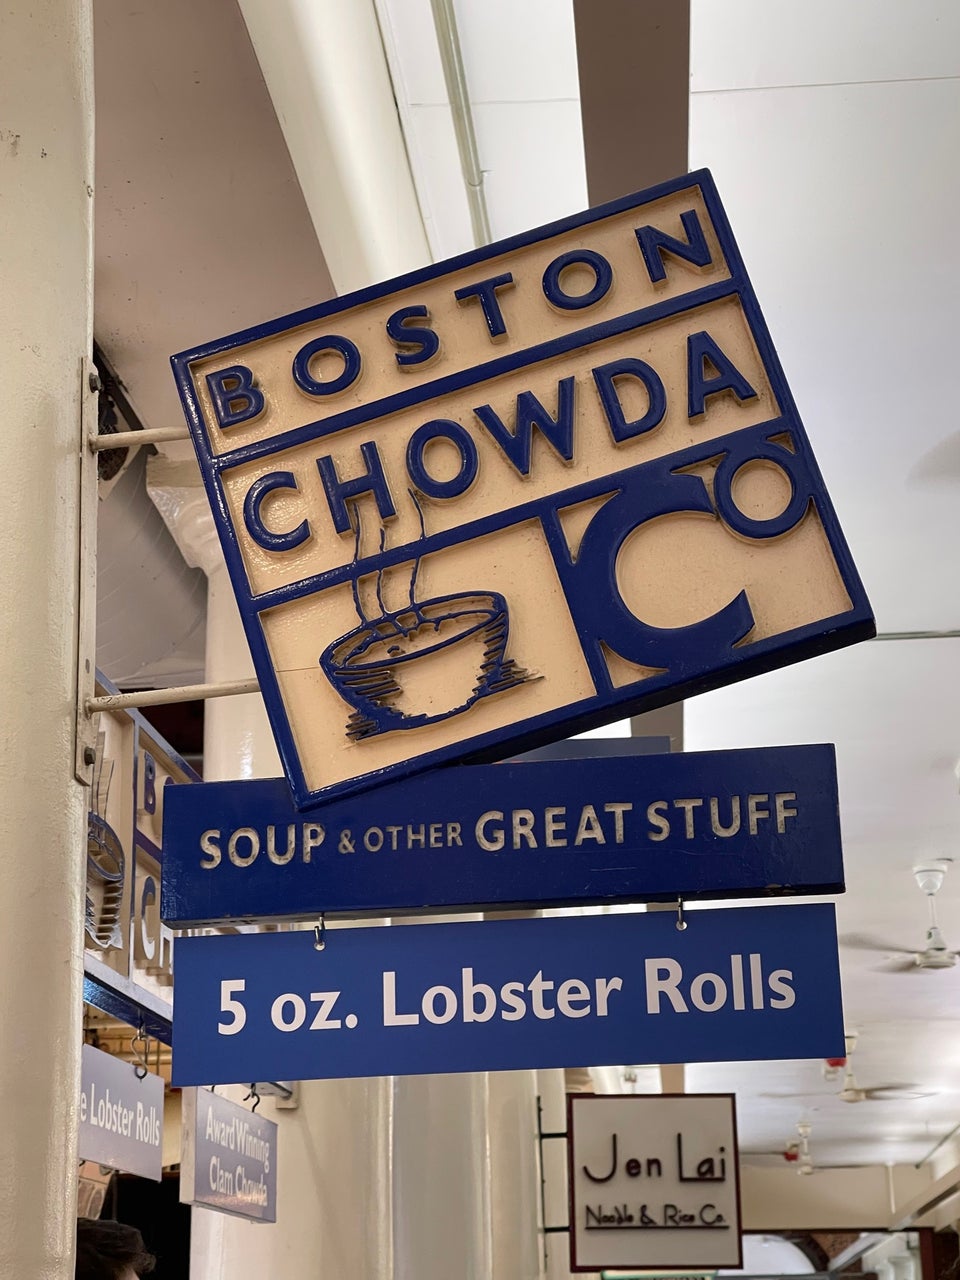 BOSTON
CHOWDA
Co
SOUP & OTHER GREAT STUFF
5 oz. Lobster Rolls
Lobster Rolls
Award Winning
Clam Chowda
Jen Lai
Noodle & Rice Co.